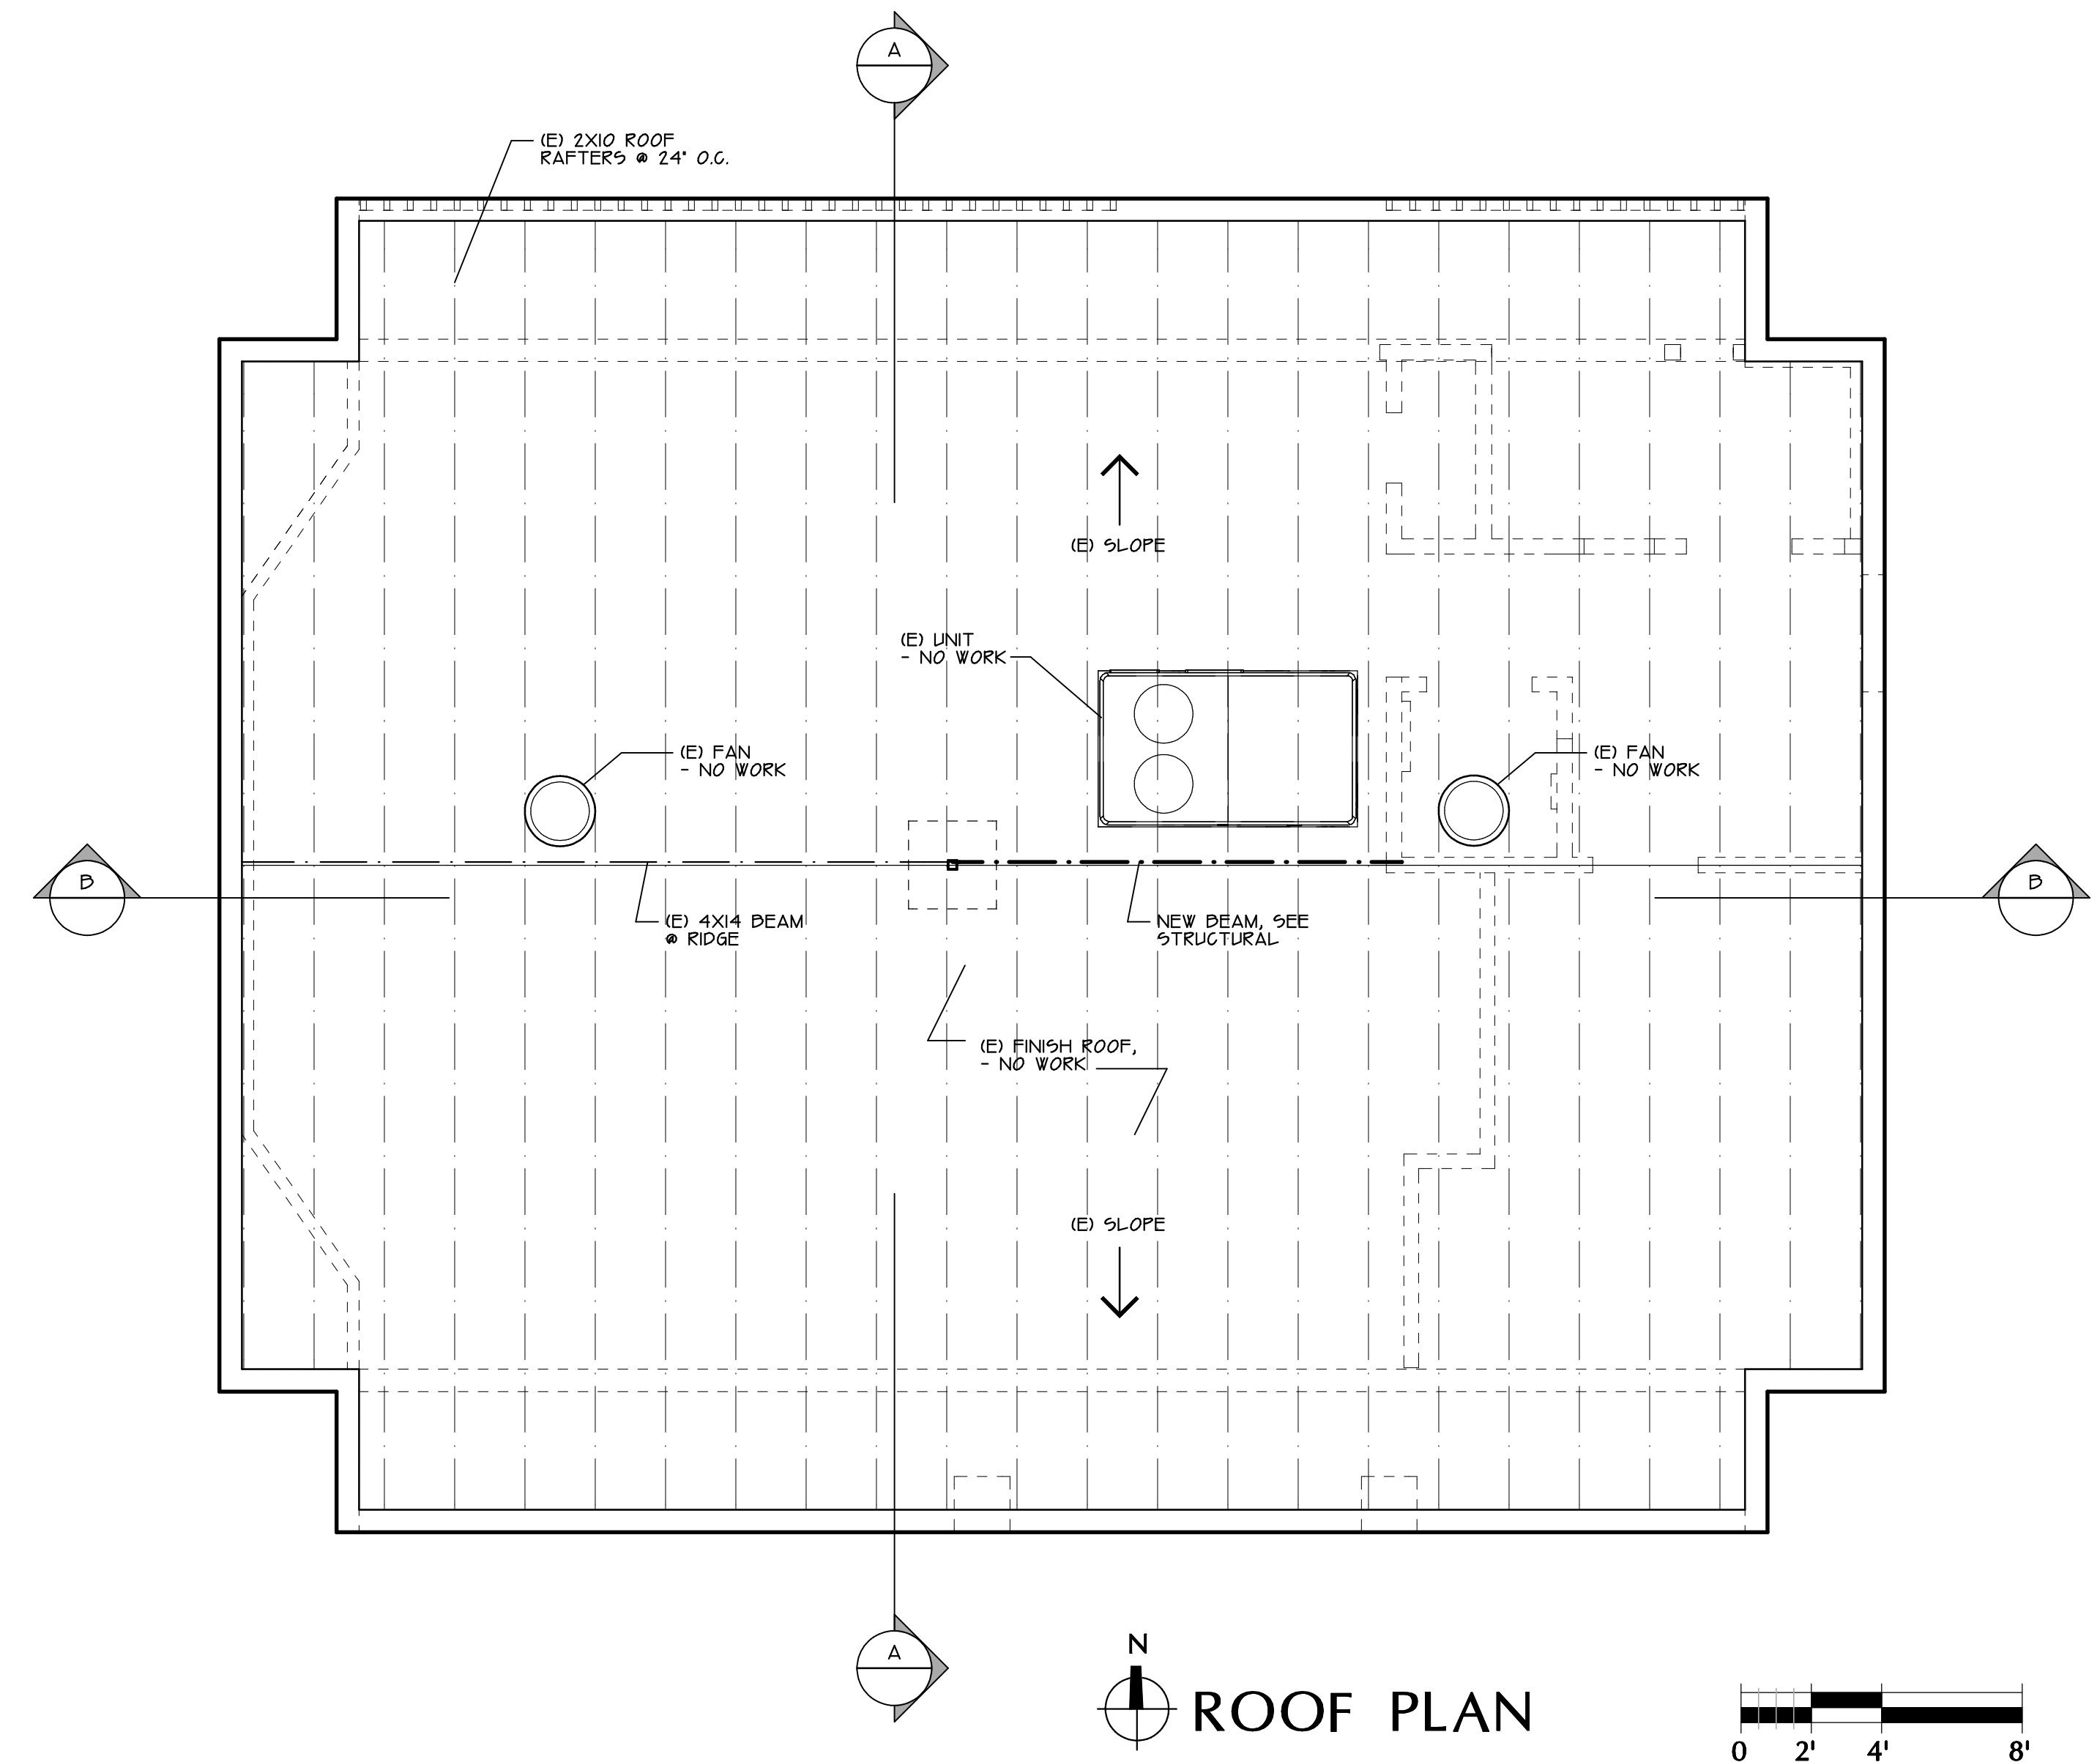 A
(E) 2X10 ROOF
RAFTERS @ 24" O.C.
(E) SLOPE
(E) UNIT
- NO WORK
(E) FAN
- NO WORK
(E) FAN
- NO WORK
B
B
(E) 4X14 BEAM
@ RIDGE
NEW BEAM, SEE
STRUCTURAL
(E) FINISH ROOF,
- NO WORK
(E) SLOPE
A
N
ROOF PLAN
0 2' 4' 8'